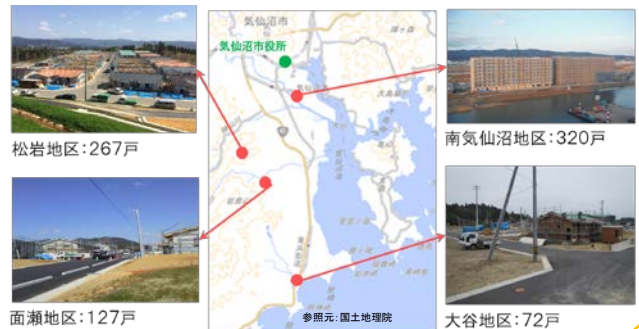 気仙沼市
気仙沼市役所
松岩地区:267戸
南気仙沼地区:320戸
面瀬地区:127戸
大谷地区:72戸
参照元:国土地理院